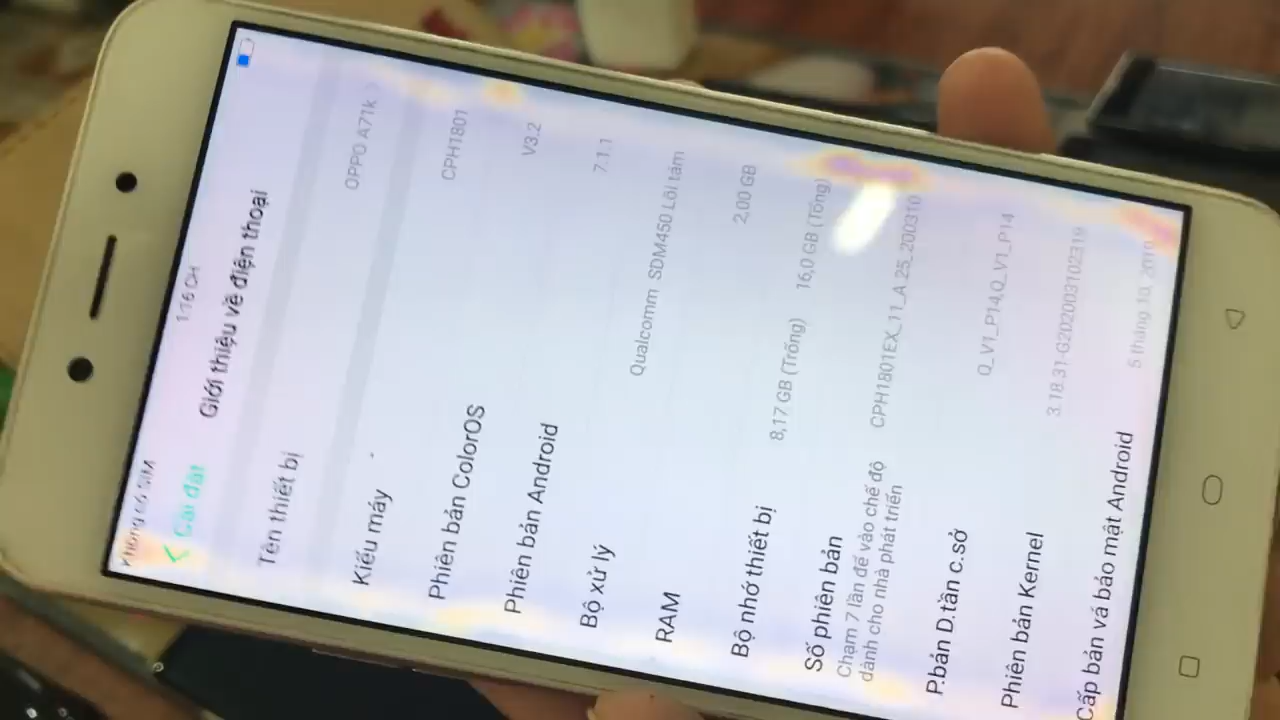 Không có SIM 1:16 CH
Cài đặt Giới thiệu về điện thoại
Tên thiết bị OPPO A71k
Kiểu máy CPH1801
Phiên bản ColorOS V3.2
Phiên bản Android 7.1.1
Bộ xử lý Qualcomm SDM450 Lõi tám
RAM 2,00 GB
Bộ nhớ thiết bị 8,17 GB (Trống) 16,0 GB (Tổng)
Số phiên bản CPH1801EX_11_A.25_200310
Chạm 7 lần để vào chế độ
dành cho nhà phát triển
P.bản D.tần c.sở Q_V1_P14,Q_V1_P14
Phiên bản Kernel 3.18.31-G202003102319
Cấp bản vá bảo mật Android 5 tháng 10, 2019